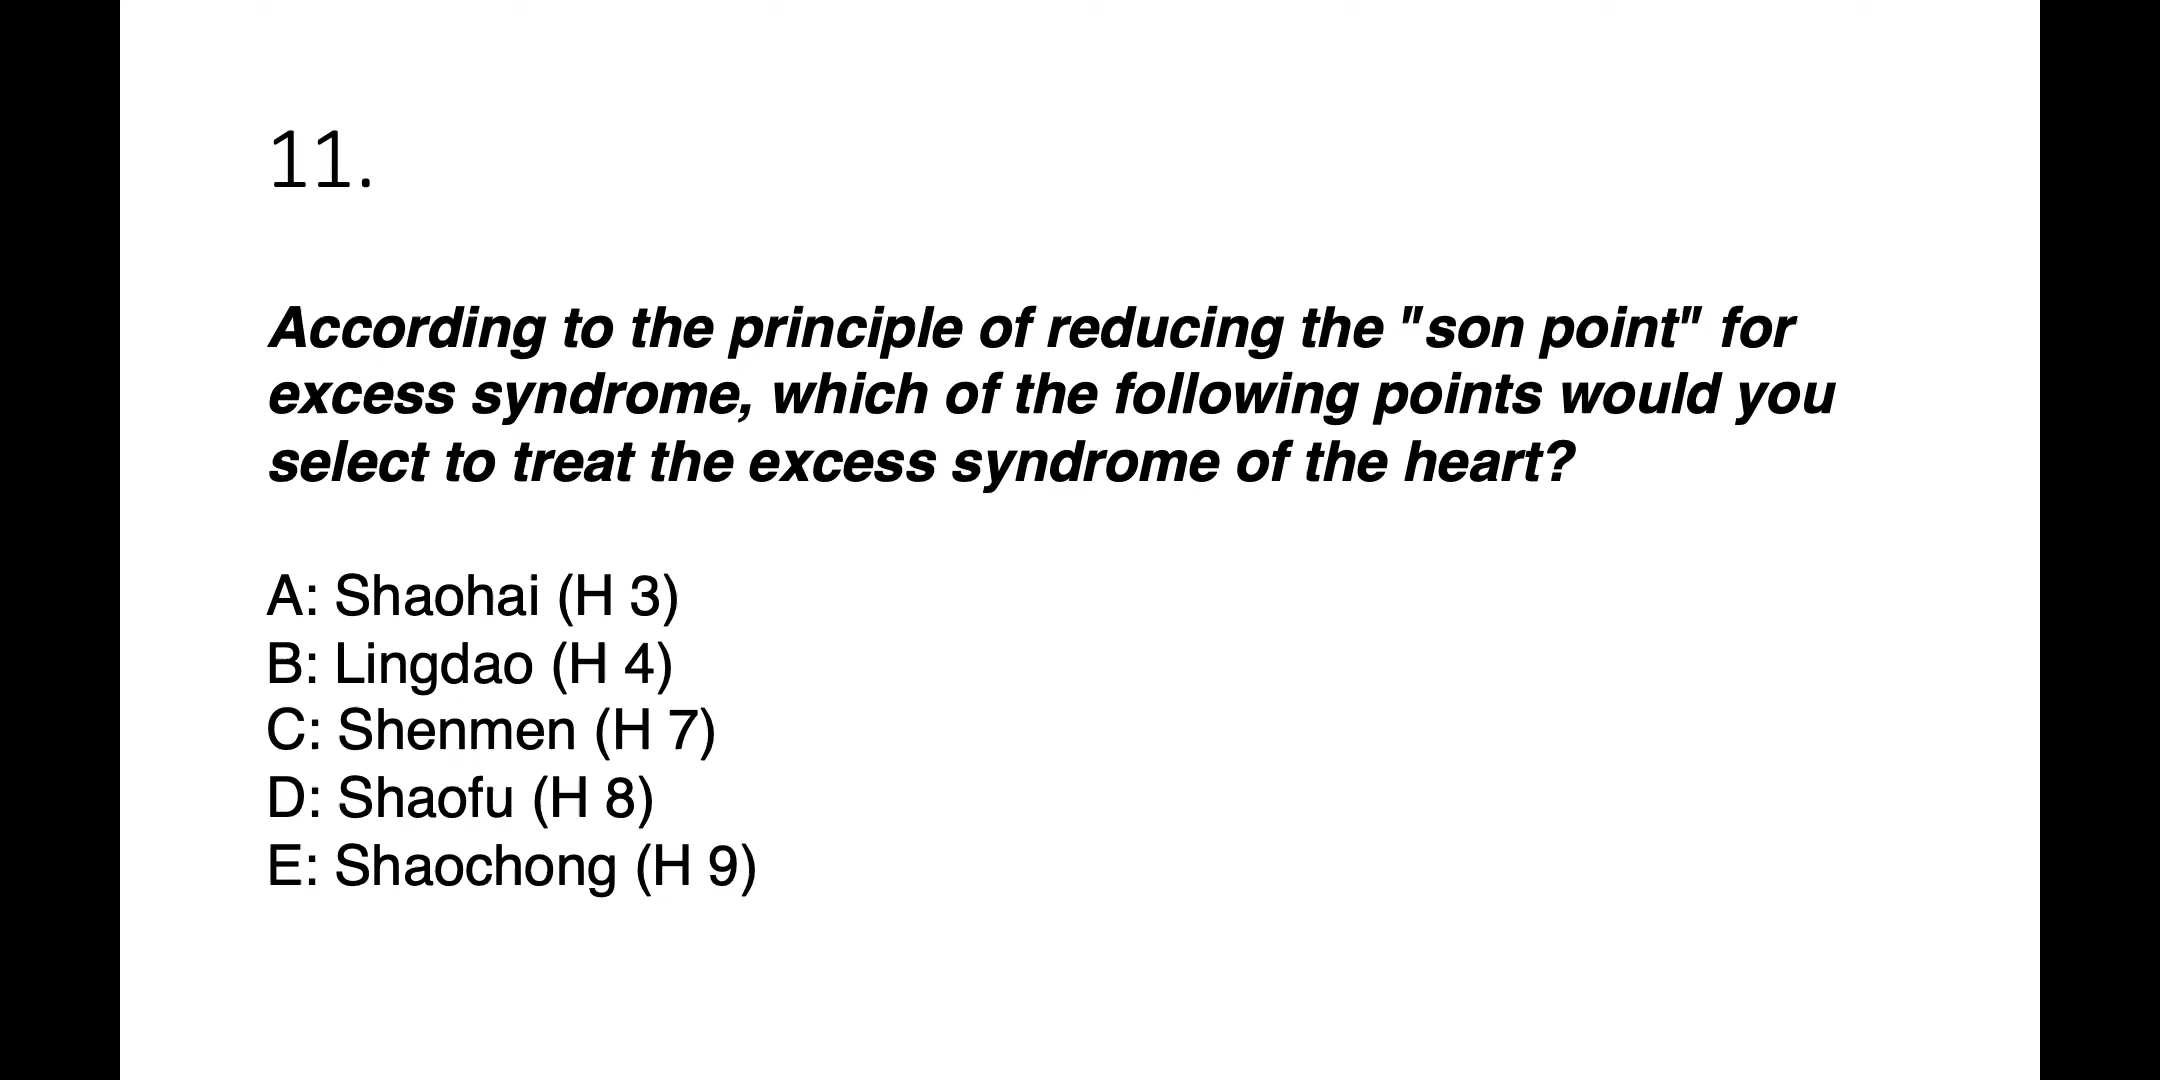 11.
According to the principle of reducing the "son point" for
excess syndrome, which of the following points would you
select to treat the excess syndrome of the heart?
A: Shaohai (H 3)
B: Lingdao (H 4)
C: Shenmen (H 7)
D: Shaofu (H 8)
E: Shaochong (H 9)